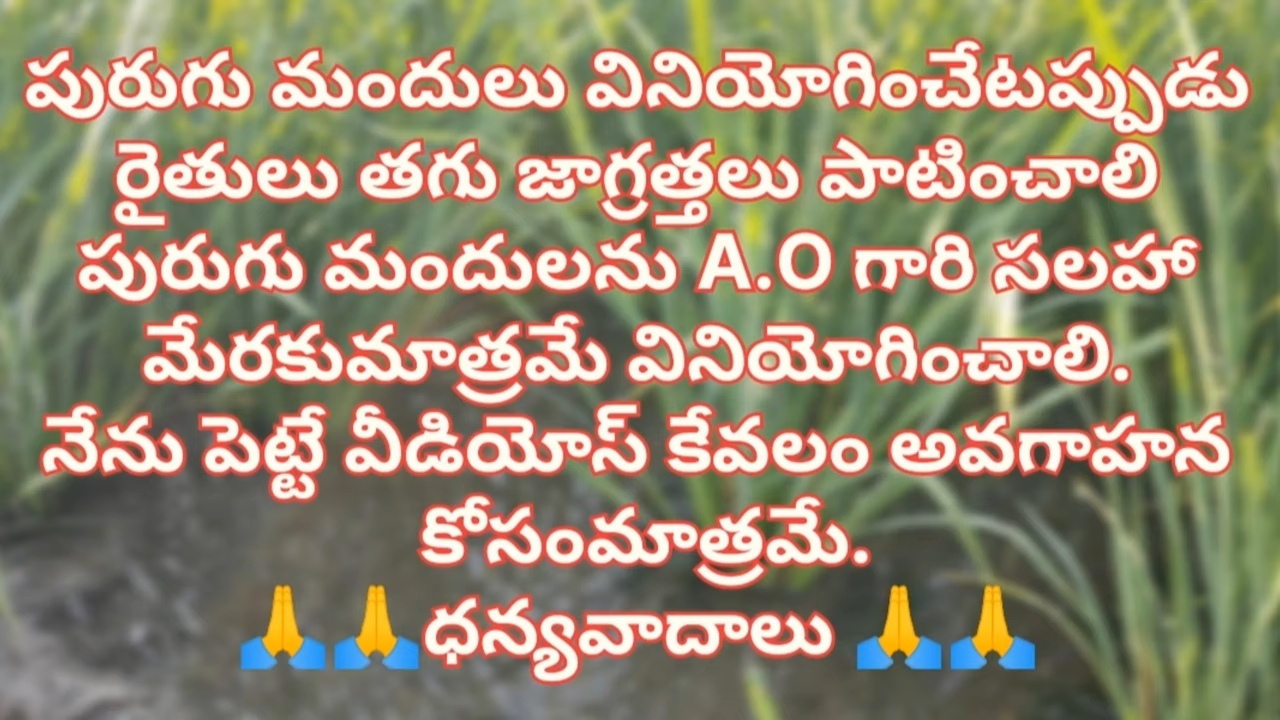 పురుగు మందులు వినియోగించేటప్పుడు
రైతులు తగు జాగ్రత్తలు పాటించాలి
పురుగు మందులను A.O గారి సలహా
మేరకుమాత్రమే వినియోగించాలి.
నేను పెట్టే వీడియోస్ కేవలం అవగాహన
కోసంమాత్రమే.
🙏🙏ధన్యవాదాలు 🙏🙏